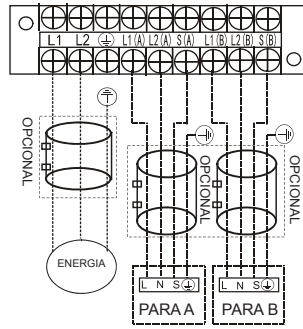 L1 L2 L1(A) L2(A) S(A) L1(B) L2(B) S(B)
OPCIONAL
OPCIONAL
OPCIONAL
ENERGIA
L N S
L N S
PARA A
PARA B